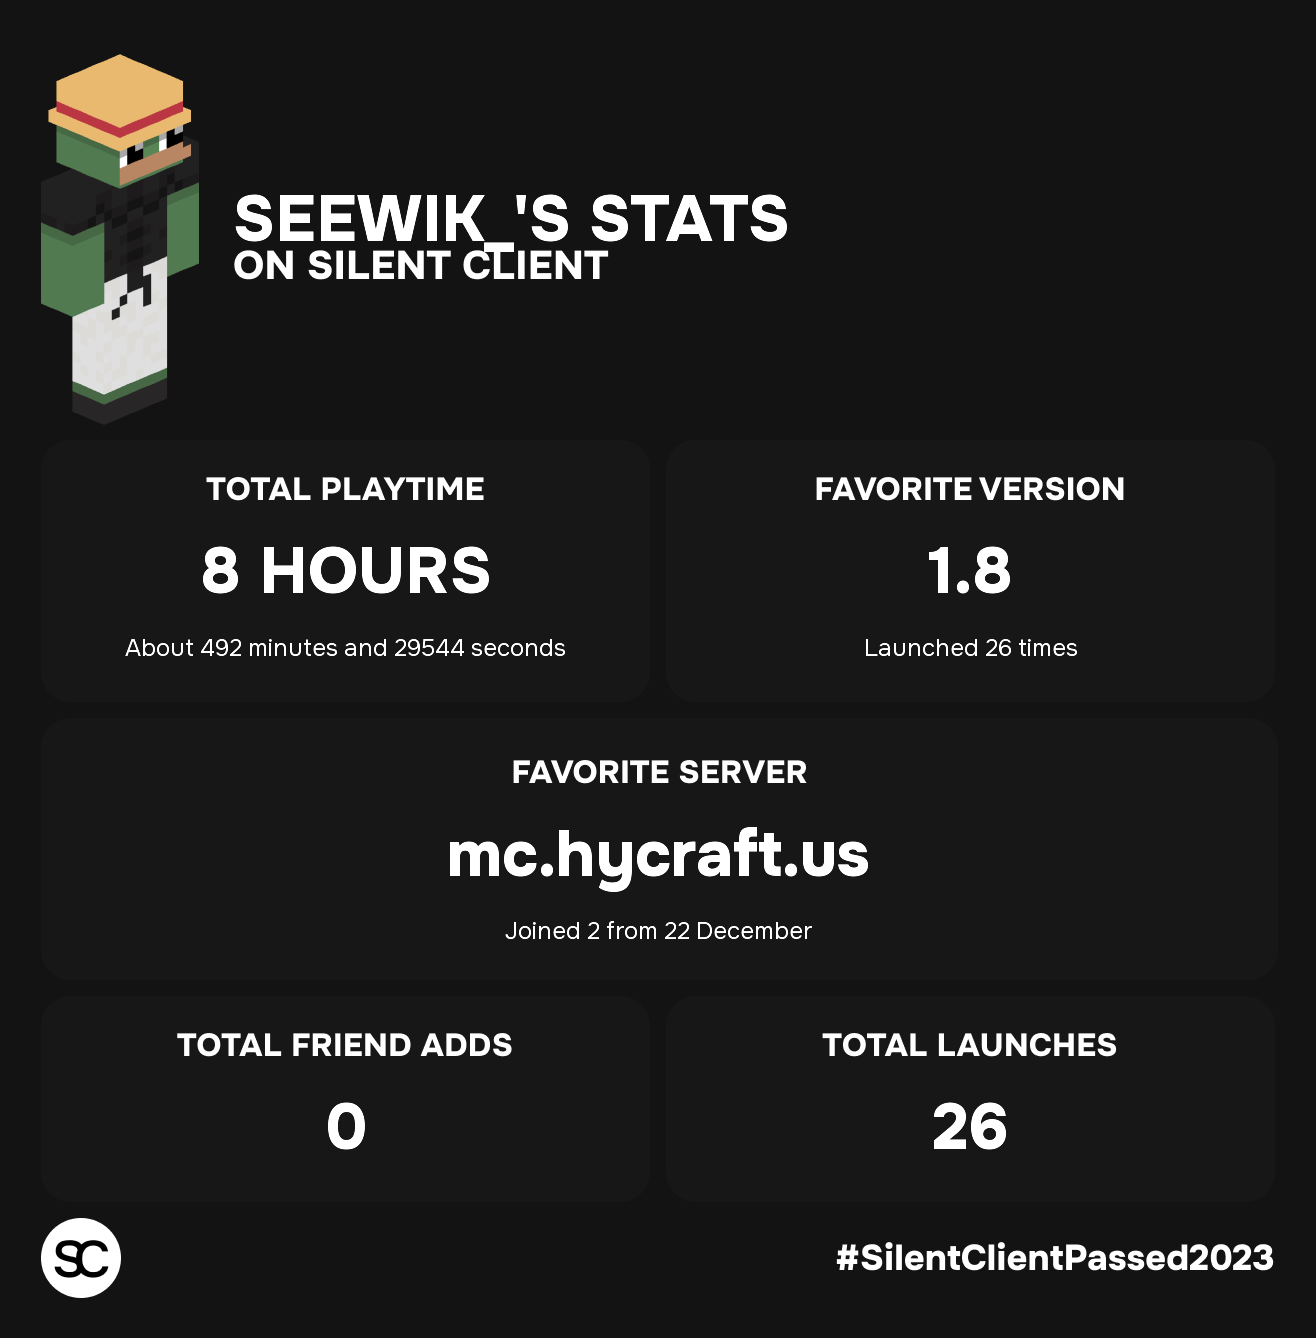 SEEWIK_'S STATS
ON SILENT CLIENT
TOTAL PLAYTIME
8 HOURS
About 492 minutes and 29544 seconds
FAVORITE VERSION
1.8
Launched 26 times
FAVORITE SERVER
mc.hycraft.us
Joined 2 from 22 December
TOTAL FRIEND ADDS
0
TOTAL LAUNCHES
26
SC
#SilentClientPassed2023